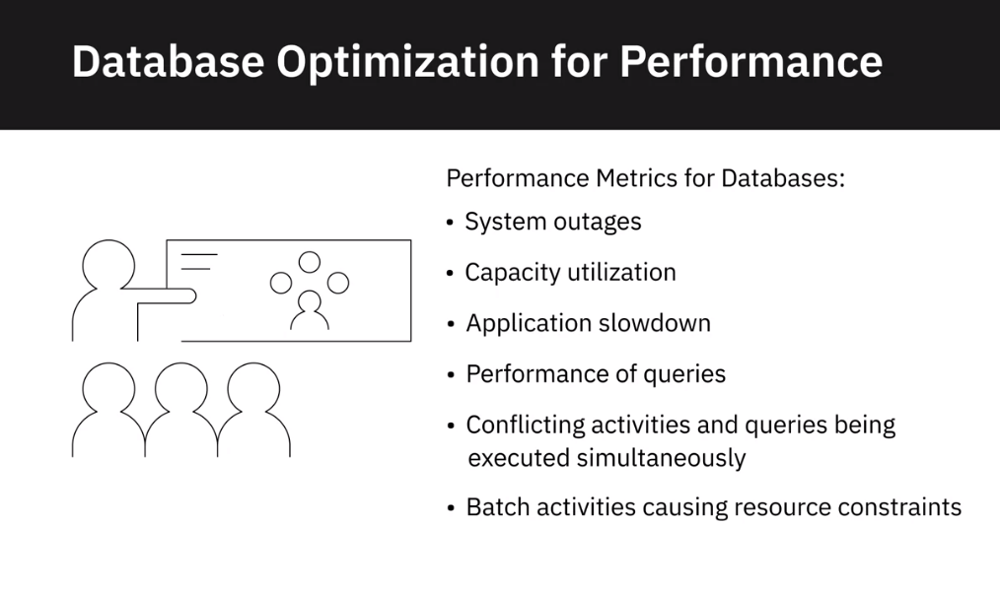 Database Optimization for Performance
Performance Metrics for Databases:
• System outages
• Capacity utilization
• Application slowdown
• Performance of queries
• Conflicting activities and queries being
executed simultaneously
• Batch activities causing resource constraints